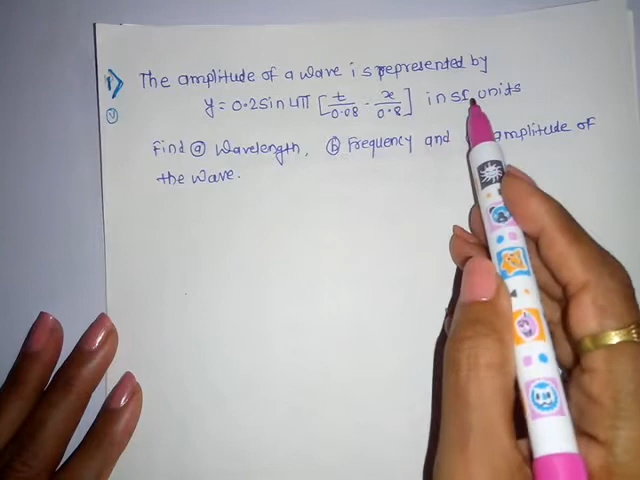 1) The amplitude of a wave is represented by
y = 0.2 sin 4π [t/0.08 - x/0.8] in SI units
Find ⓐ wavelength, ⓑ Frequency and amplitude of
the wave.